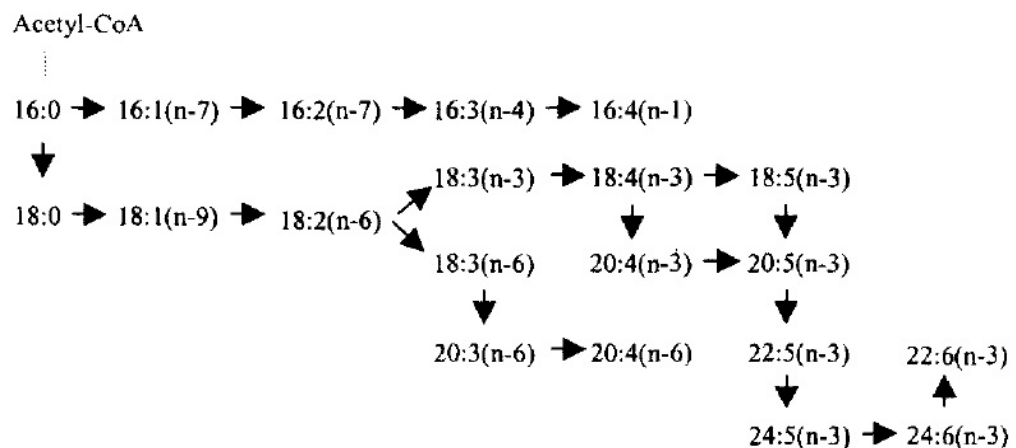 Acetyl-CoA
16:0 16:1(n-7) 16:2(n-7) 16:3(n-4) 16:4(n-1)
18:3(n-3) 18:4(n-3) 18:5(n-3)
18:0 18:1(n-9) 18:2(n-6)
18:3(n-6) 20:4(n-3) 20:5(n-3)
20:3(n-6) 20:4(n-6) 22:5(n-3) 22:6(n-3)
24:5(n-3) 24:6(n-3)